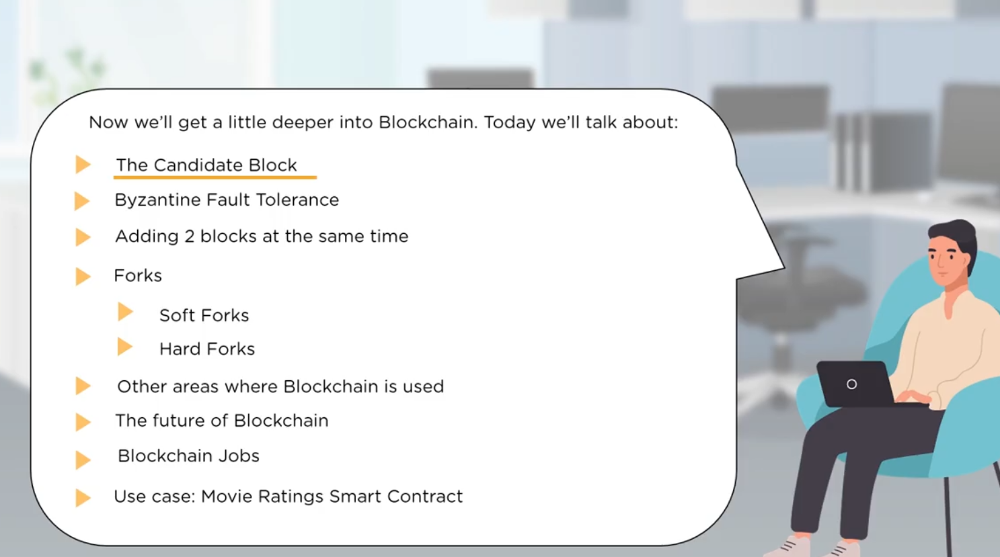 Now we'll get a little deeper into Blockchain. Today we'll talk about:
The Candidate Block
Byzantine Fault Tolerance
Adding 2 blocks at the same time
Forks
Soft Forks
Hard Forks
Other areas where Blockchain is used
The future of Blockchain
Blockchain Jobs
Use case: Movie Ratings Smart Contract